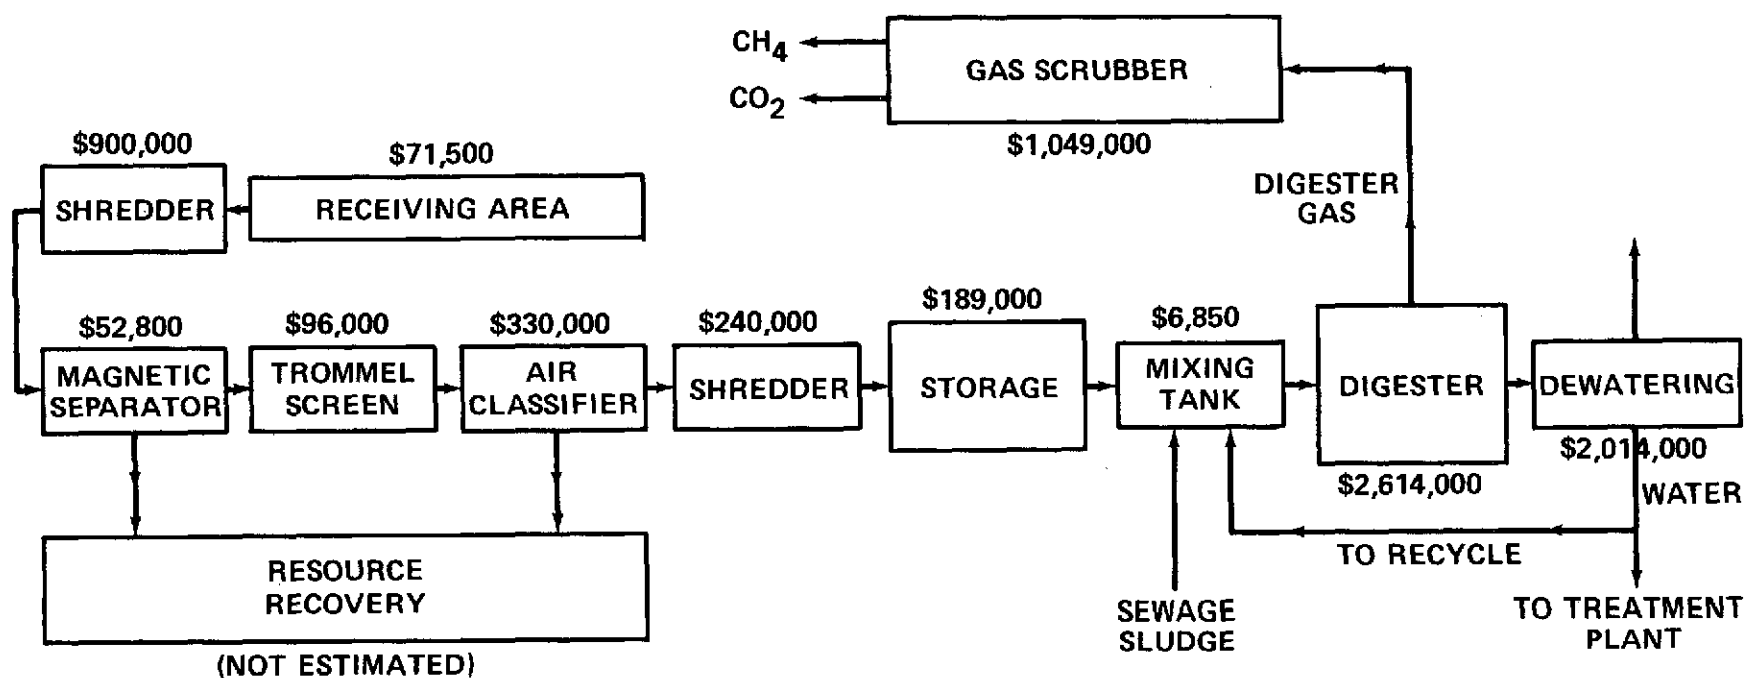 CH4
CO2
GAS SCRUBBER
$1,049,000
DIGESTER
GAS
$900,000
SHREDDER
$71,500
RECEIVING AREA
$52,800
MAGNETIC
SEPARATOR
$96,000
TROMMEL
SCREEN
$330,000
AIR
CLASSIFIER
$240,000
SHREDDER
$189,000
STORAGE
$6,850
MIXING
TANK
DIGESTER
$2,614,000
DEWATERING
$2,014,000
WATER
TO RECYCLE
SEWAGE
SLUDGE
TO TREATMENT
PLANT
RESOURCE
RECOVERY
(NOT ESTIMATED)